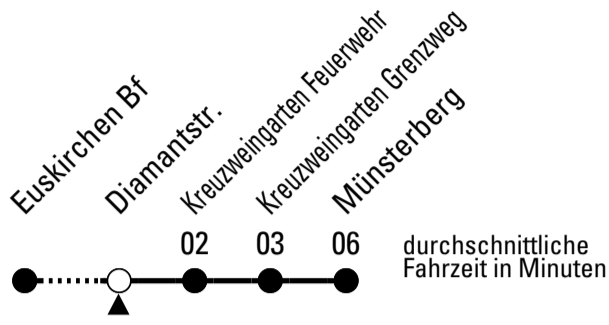 Euskirchen Bf
Diamantstr.
Kreuzweingarten Feuerwehr
Kreuzweingarten Grenzweg
Münsterberg
02 03 06
durchschnittliche
Fahrzeit in Minuten